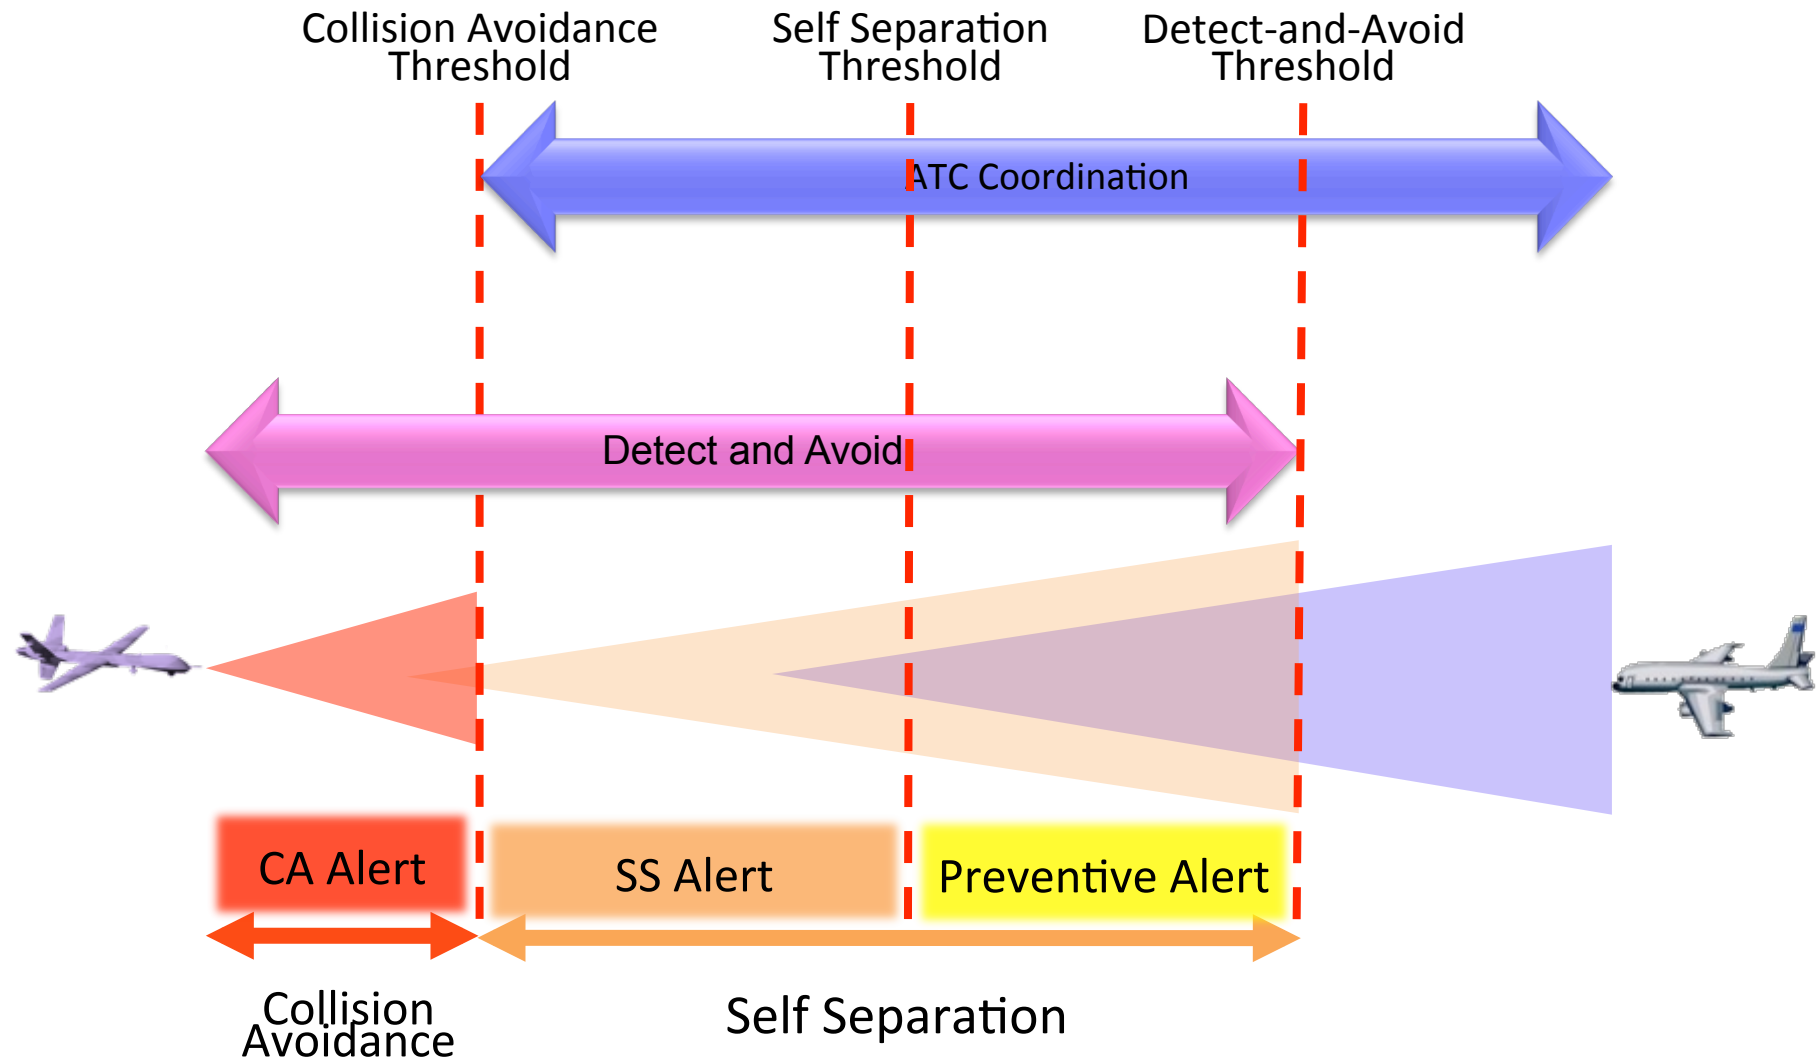 Collision Avoidance
Threshold
Self Separation
Threshold
Detect-and-Avoid
Threshold
ATC Coordination
Detect and Avoid
CA Alert
SS Alert
Preventive Alert
Collision
Avoidance
Self Separation